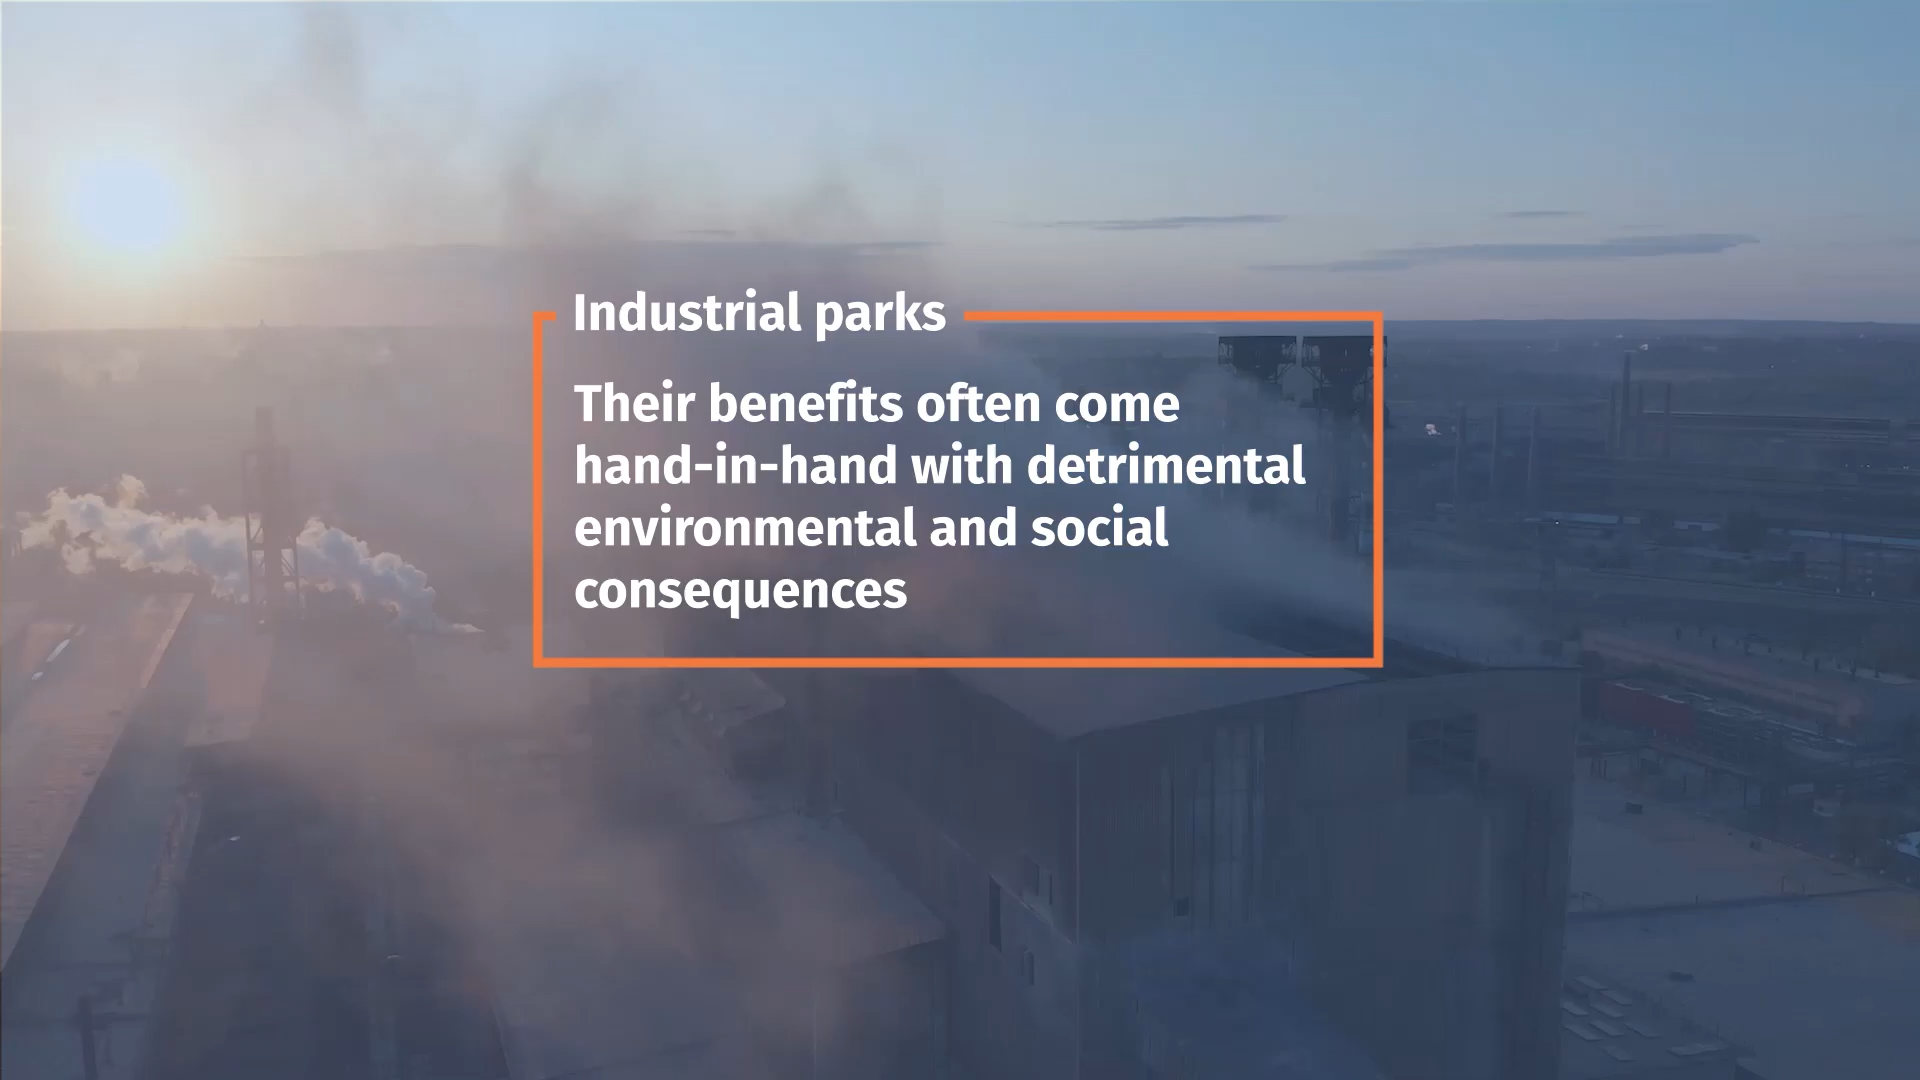 Industrial parks
Their benefits often come
hand-in-hand with detrimental
environmental and social
consequences